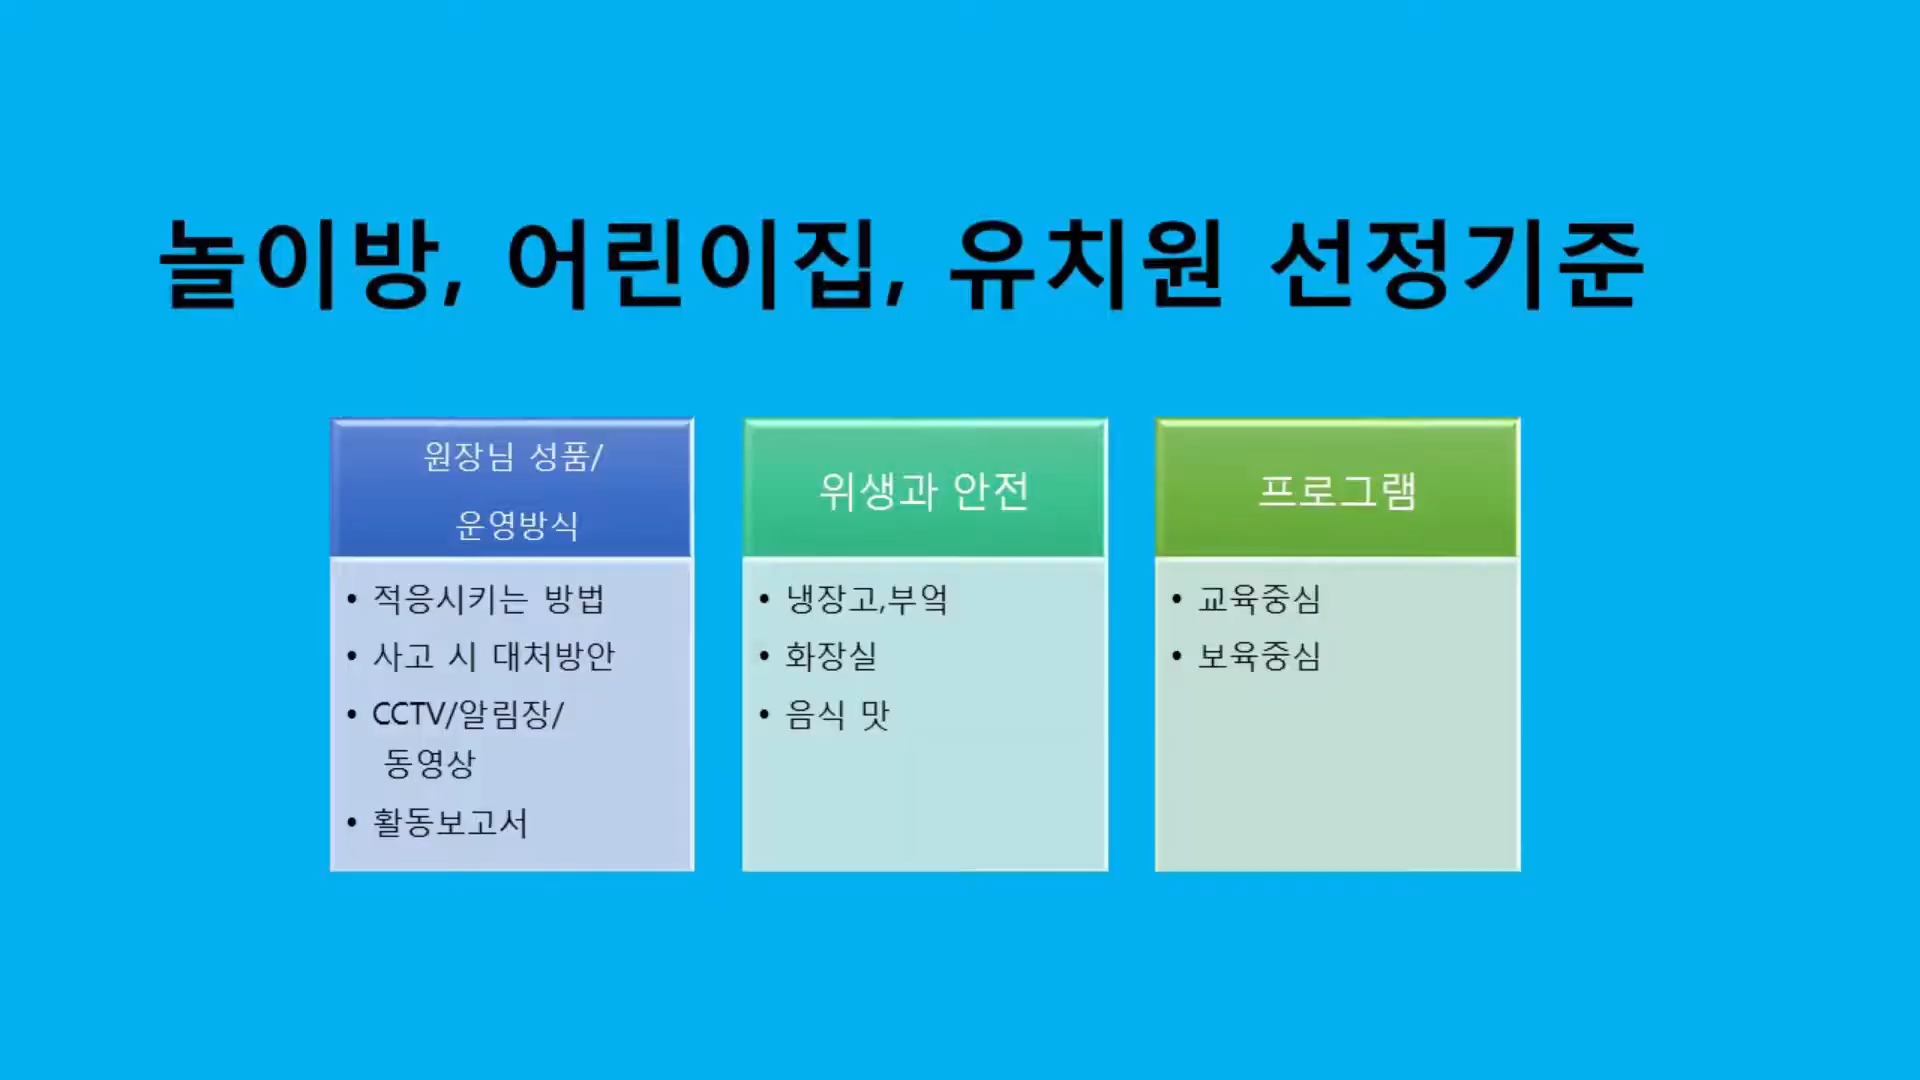 놀이방, 어린이집, 유치원 선정기준
원장님 성품/
운영방식
• 적응시키는 방법
• 사고 시 대처방안
• CCTV/알림장/
동영상
• 활동보고서
위생과 안전
• 냉장고,부엌
• 화장실
• 음식 맛
프로그램
• 교육중심
• 보육중심